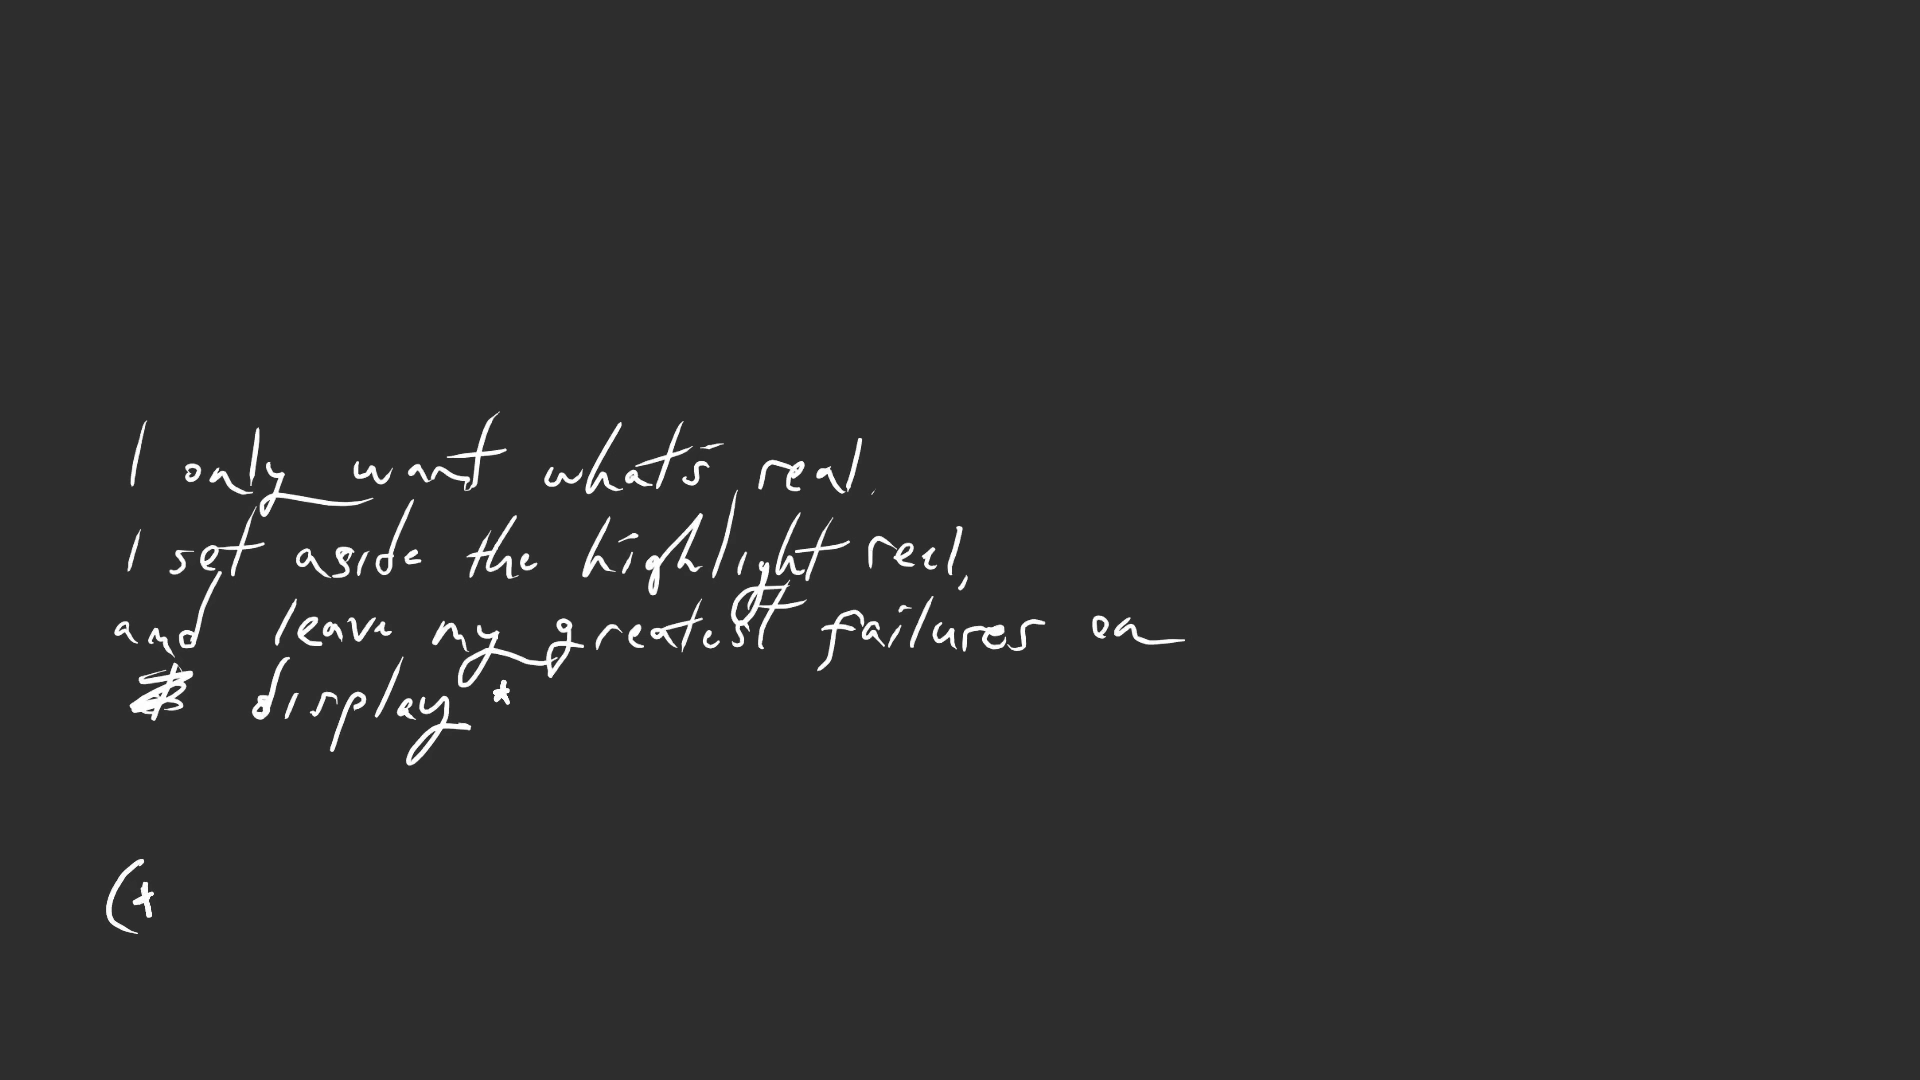 I only want what's real.
I set aside the highlight reel,
and leave my greatest failures on
display*
(*